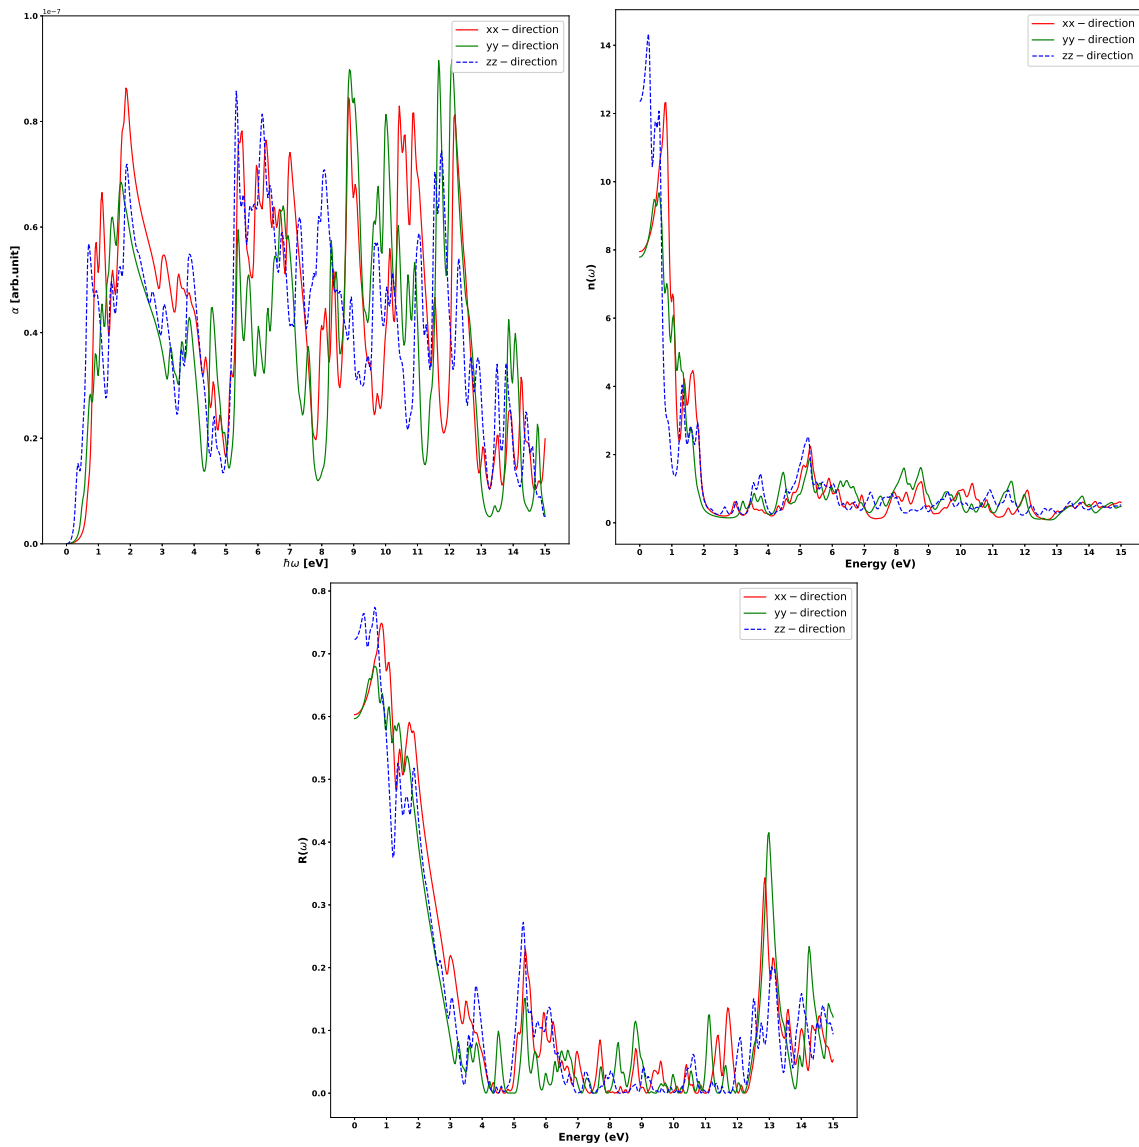 1e−7
1.0
0.8
0.6
0.4
0.2
0.0
α [arb.unit]
xx − direction
yy − direction
zz − direction
0 1 2 3 4 5 6 7 8 9 10 11 12 13 14 15
ℏω [eV]
14
12
10
8
6
4
2
0
n(ω)
xx − direction
yy − direction
zz − direction
0 1 2 3 4 5 6 7 8 9 10 11 12 13 14 15
Energy (eV)
0.8
0.7
0.6
0.5
0.4
0.3
0.2
0.1
0.0
R(ω)
xx − direction
yy − direction
zz − direction
0 1 2 3 4 5 6 7 8 9 10 11 12 13 14 15
Energy (eV)